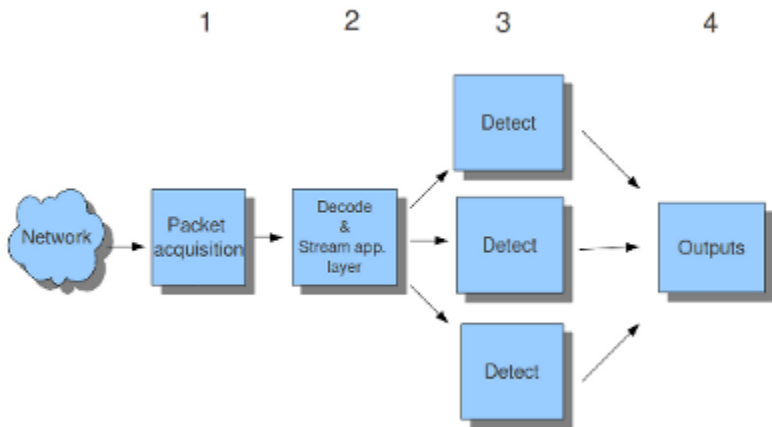 1 2 3 4
Network
Packet
acquisition
Decode
&
Stream app.
layer
Detect
Detect
Detect
Outputs